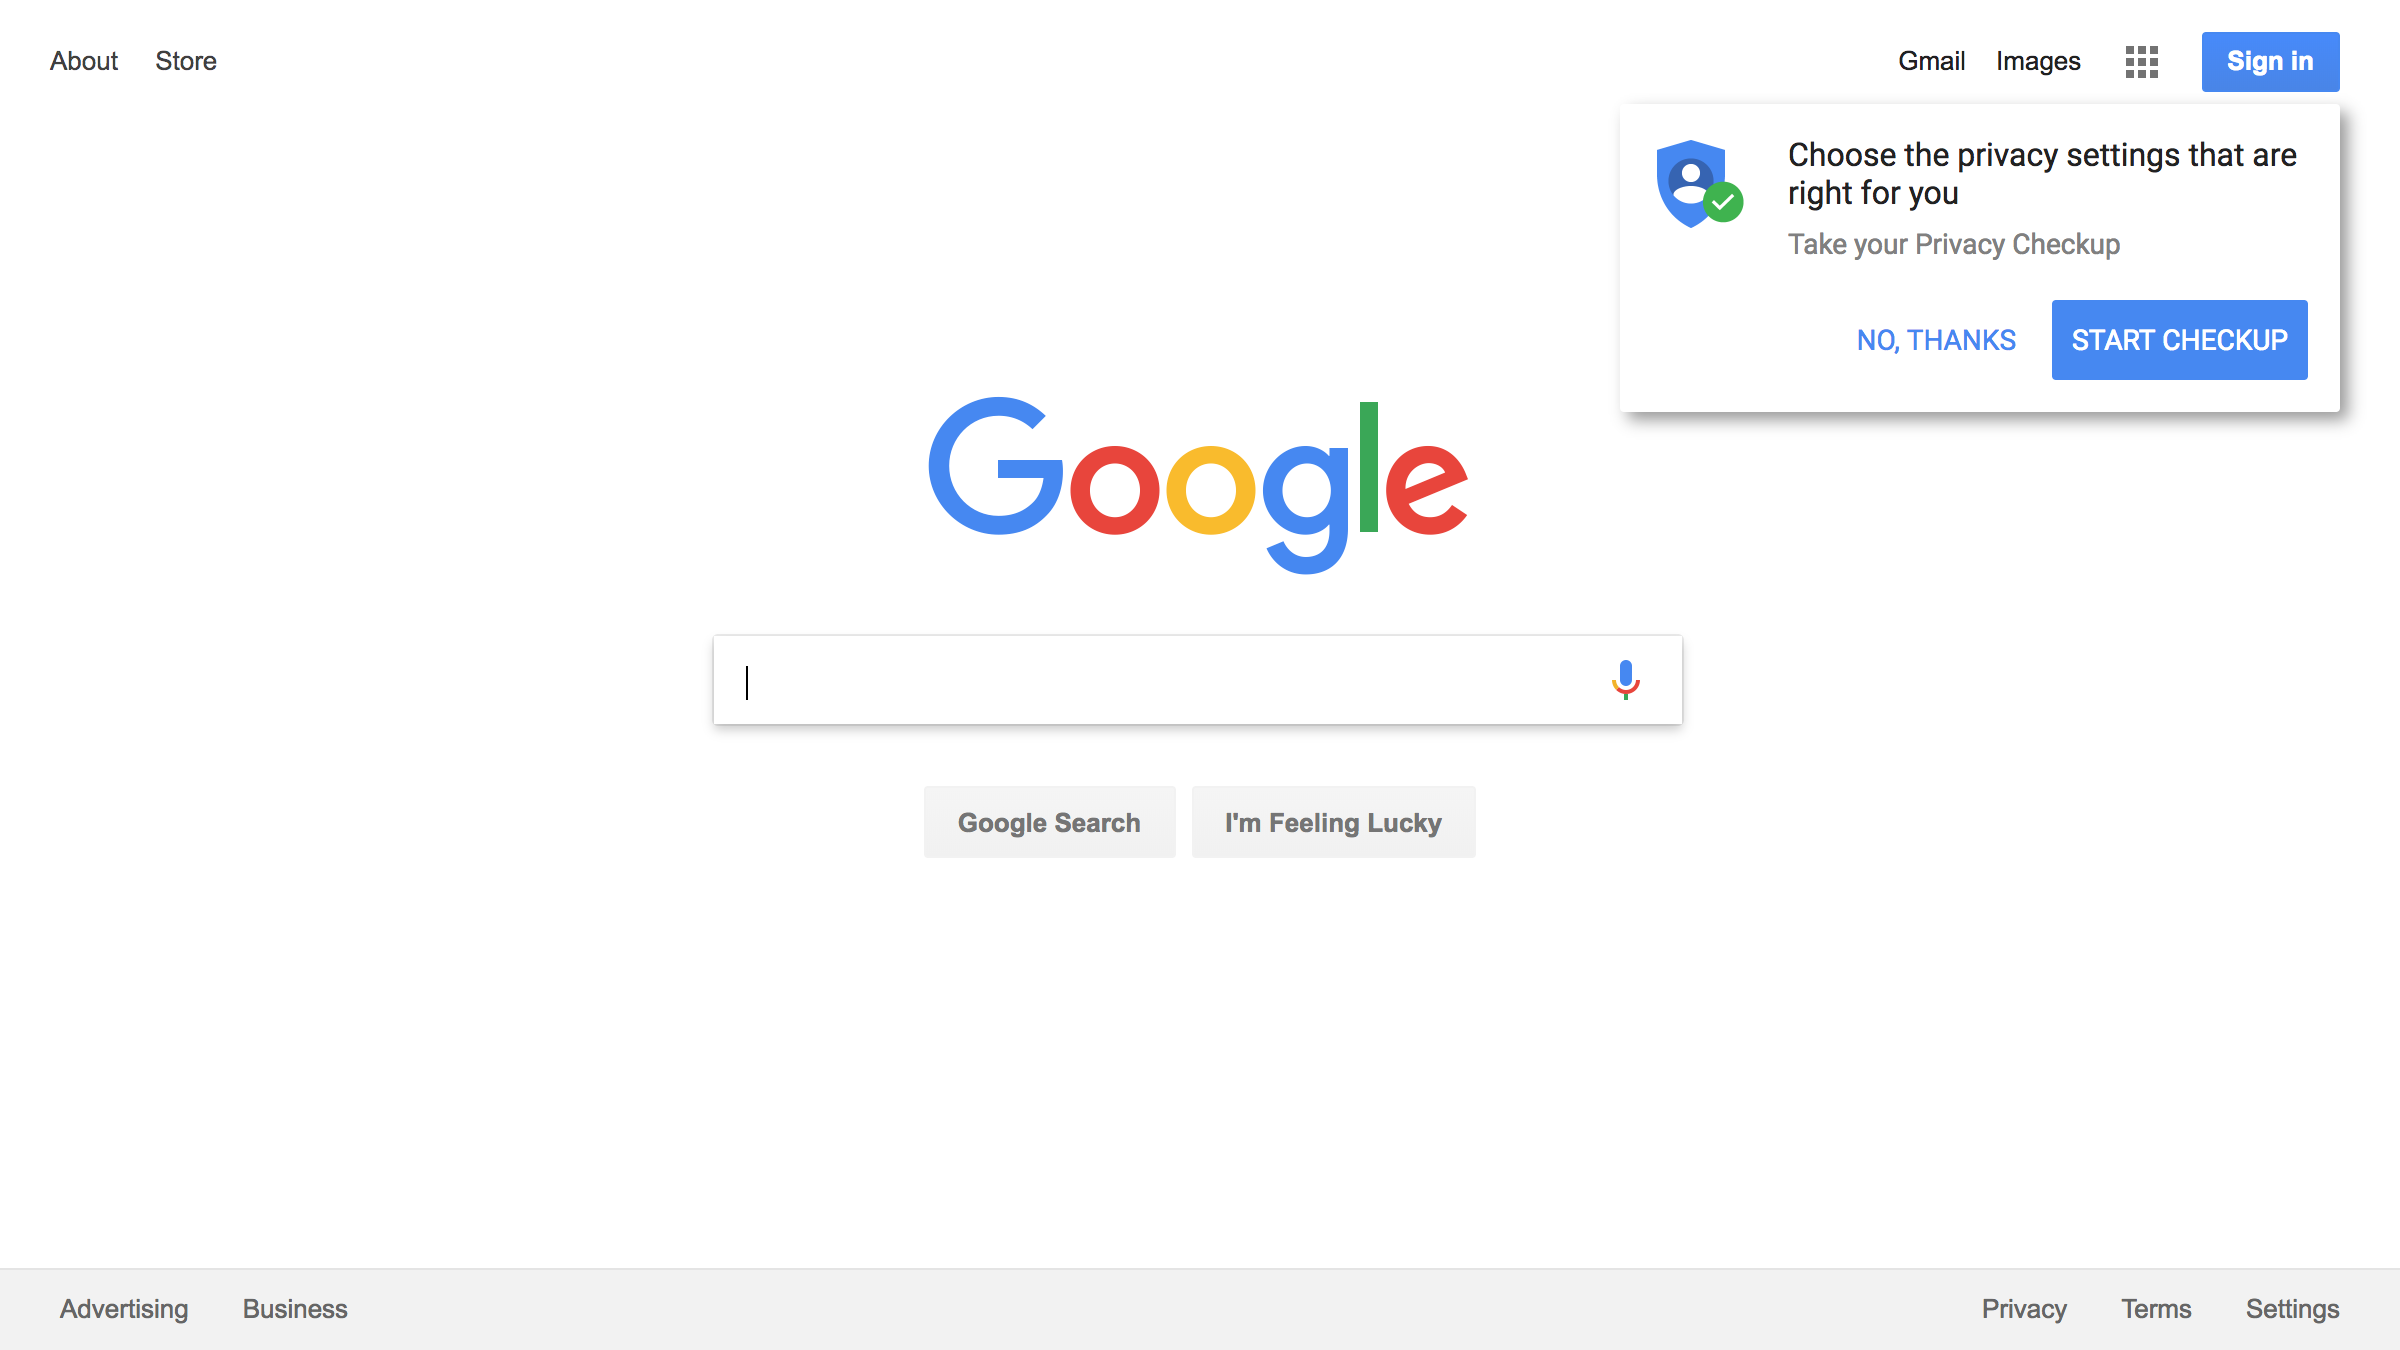 About Store
Gmail Images Sign in
Choose the privacy settings that are
right for you
Take your Privacy Checkup
NO, THANKS START CHECKUP
Google
Google Search I'm Feeling Lucky
Advertising Business
Privacy Terms Settings